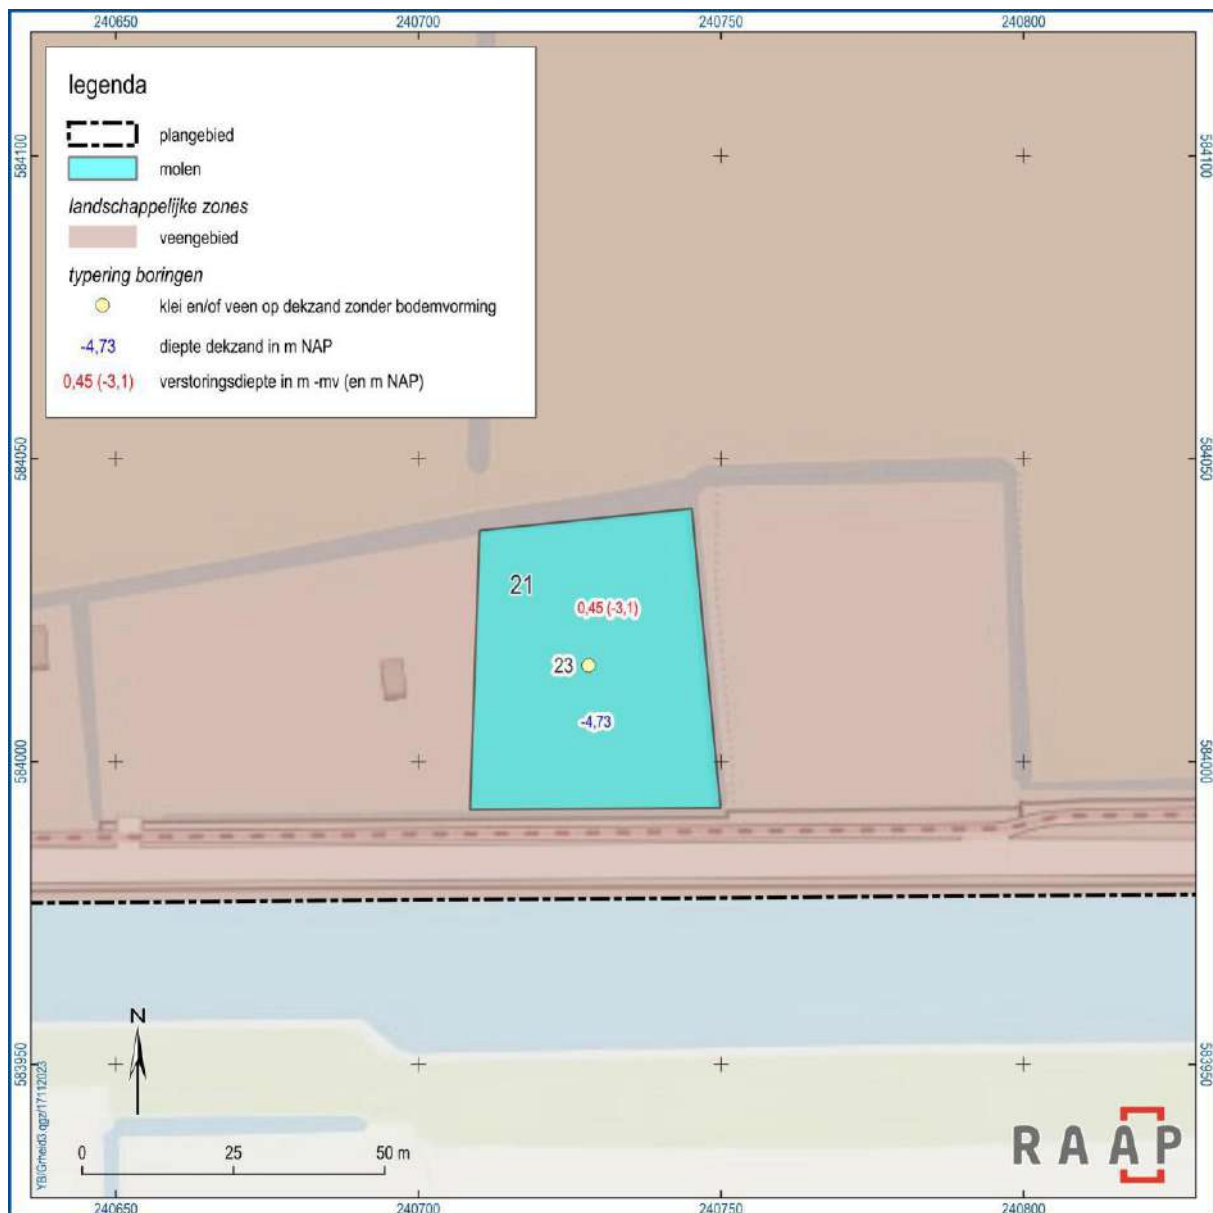 240650 240700 240750 240800
legenda
plangebied
molen
landschappelijke zones
veengebied
typering boringen
klei en/of veen op dekzand zonder bodemvorming
-4,73 diepte dekzand in m NAP
0,45 (-3,1) verstoringsdiepte in m -mv (en m NAP)
584100 584100
584050 584050
21
0,45 (-3,1)
23
-4,73
584000 584000
N
583950 583950
0 25 50 m
RAAP
240650 240700 240750 240800